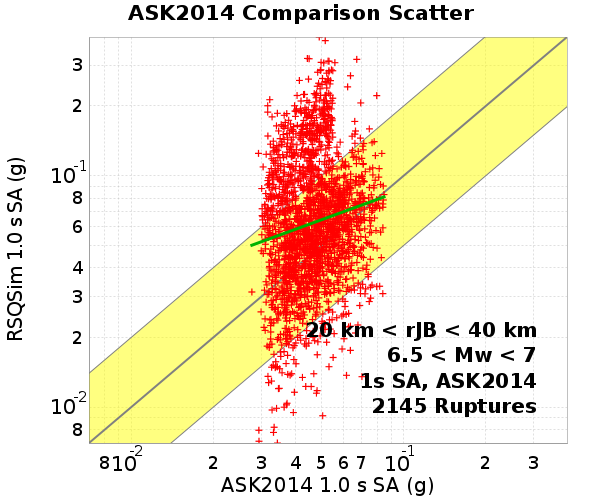 ASK2014 Comparison Scatter
RSQSim 1.0 s SA (g)
3
2
10-1
8
6
4
3
2
10-2
8
20 km < rJB < 40 km
6.5 < Mw < 7
1s SA, ASK2014
2145 Ruptures
8 10-2 2 3 4 5 6 7 10-1 2 3
ASK2014 1.0 s SA (g)